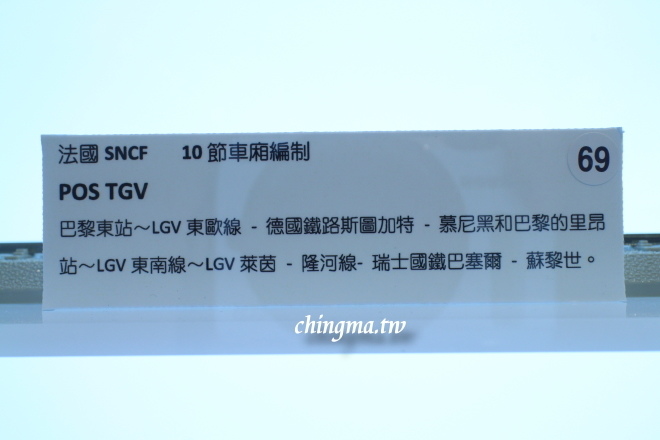 法國 SNCF 10 節車廂編制
69
POS TGV
巴黎東站～LGV 東歐線 - 德國鐵路斯圖加特 - 慕尼黑和巴黎的里昂
站～LGV 東南線～LGV 萊茵 - 隆河線- 瑞士國鐵巴塞爾 - 蘇黎世。
chingma.tw